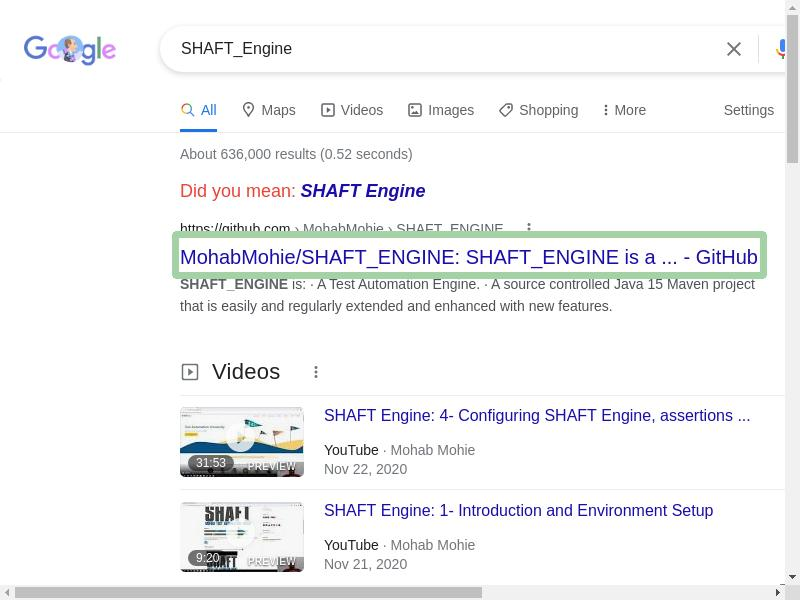 Google
SHAFT_Engine
All Maps Videos Images Shopping More Settings
About 636,000 results (0.52 seconds)
Did you mean: SHAFT Engine
https://github.com › MohabMohie › SHAFT_ENGINE
MohabMohie/SHAFT_ENGINE: SHAFT_ENGINE is a ... - GitHub
SHAFT_ENGINE is: · A Test Automation Engine. · A source controlled Java 15 Maven project
that is easily and regularly extended and enhanced with new features.
Videos
SHAFT Engine: 4- Configuring SHAFT Engine, assertions ...
31:53 PREVIEW
YouTube · Mohab Mohie
Nov 22, 2020
SHAFT Engine: 1- Introduction and Environment Setup
SHAFT
9:20 PREVIEW
YouTube · Mohab Mohie
Nov 21, 2020